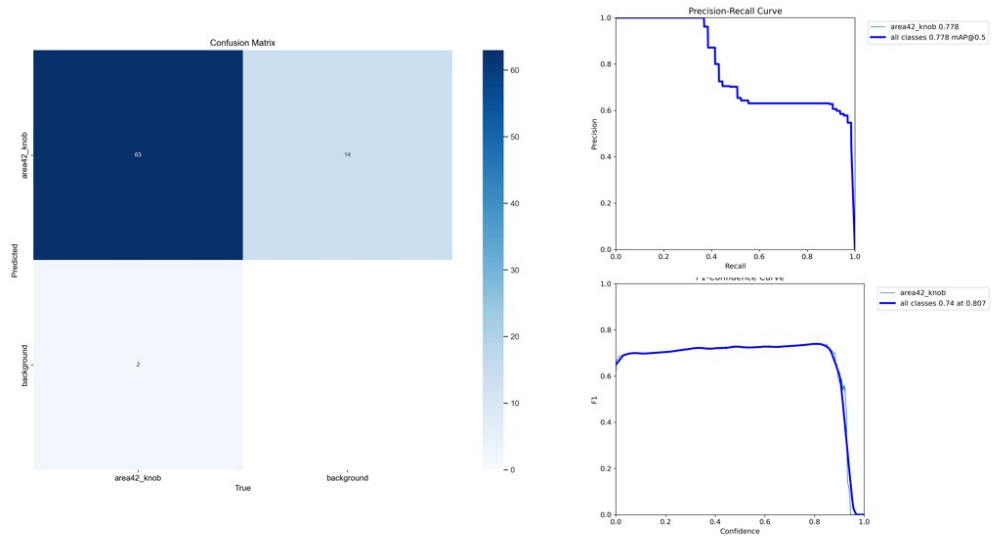 Confusion Matrix
area42_knob
background
Predicted
63
14
2
area42_knob
background
True
60
50
40
30
20
10
0
Precision-Recall Curve
area42_knob 0.778
all classes 0.778 mAP@0.5
1.0
0.8
0.6
0.4
0.2
0.0
Precision
0.0 0.2 0.4 0.6 0.8 1.0
Recall
F1-Confidence Curve
area42_knob
all classes 0.74 at 0.807
1.0
0.8
0.6
0.4
0.2
0.0
F1
0.0 0.2 0.4 0.6 0.8 1.0
Confidence